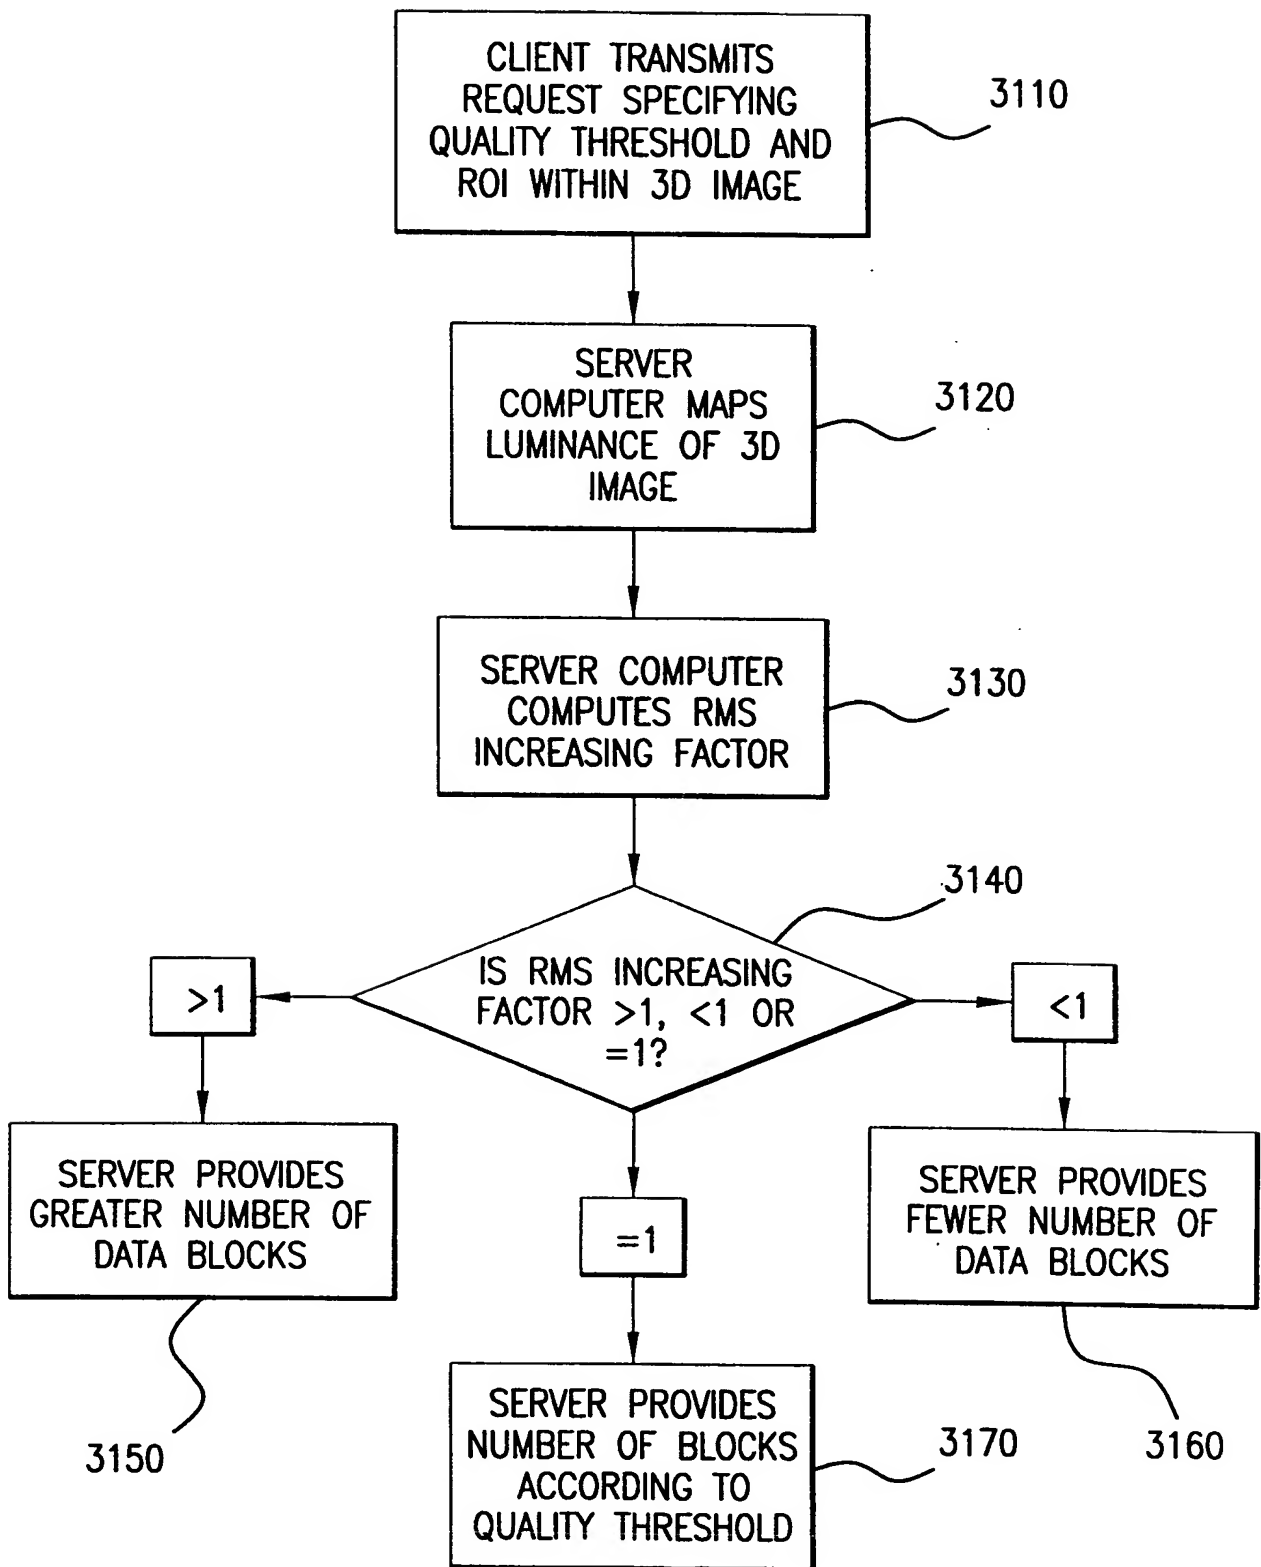 CLIENT TRANSMITS
REQUEST SPECIFYING
QUALITY THRESHOLD AND
ROI WITHIN 3D IMAGE
3110
SERVER
COMPUTER MAPS
LUMINANCE OF 3D
IMAGE
3120
SERVER COMPUTER
COMPUTES RMS
INCREASING FACTOR
3130
3140
IS RMS INCREASING
FACTOR >1, <1 OR
=1?
>1
<1
SERVER PROVIDES
GREATER NUMBER OF
DATA BLOCKS
3150
=1
SERVER PROVIDES
FEWER NUMBER OF
DATA BLOCKS
3160
SERVER PROVIDES
NUMBER OF BLOCKS
ACCORDING TO
QUALITY THRESHOLD
3170